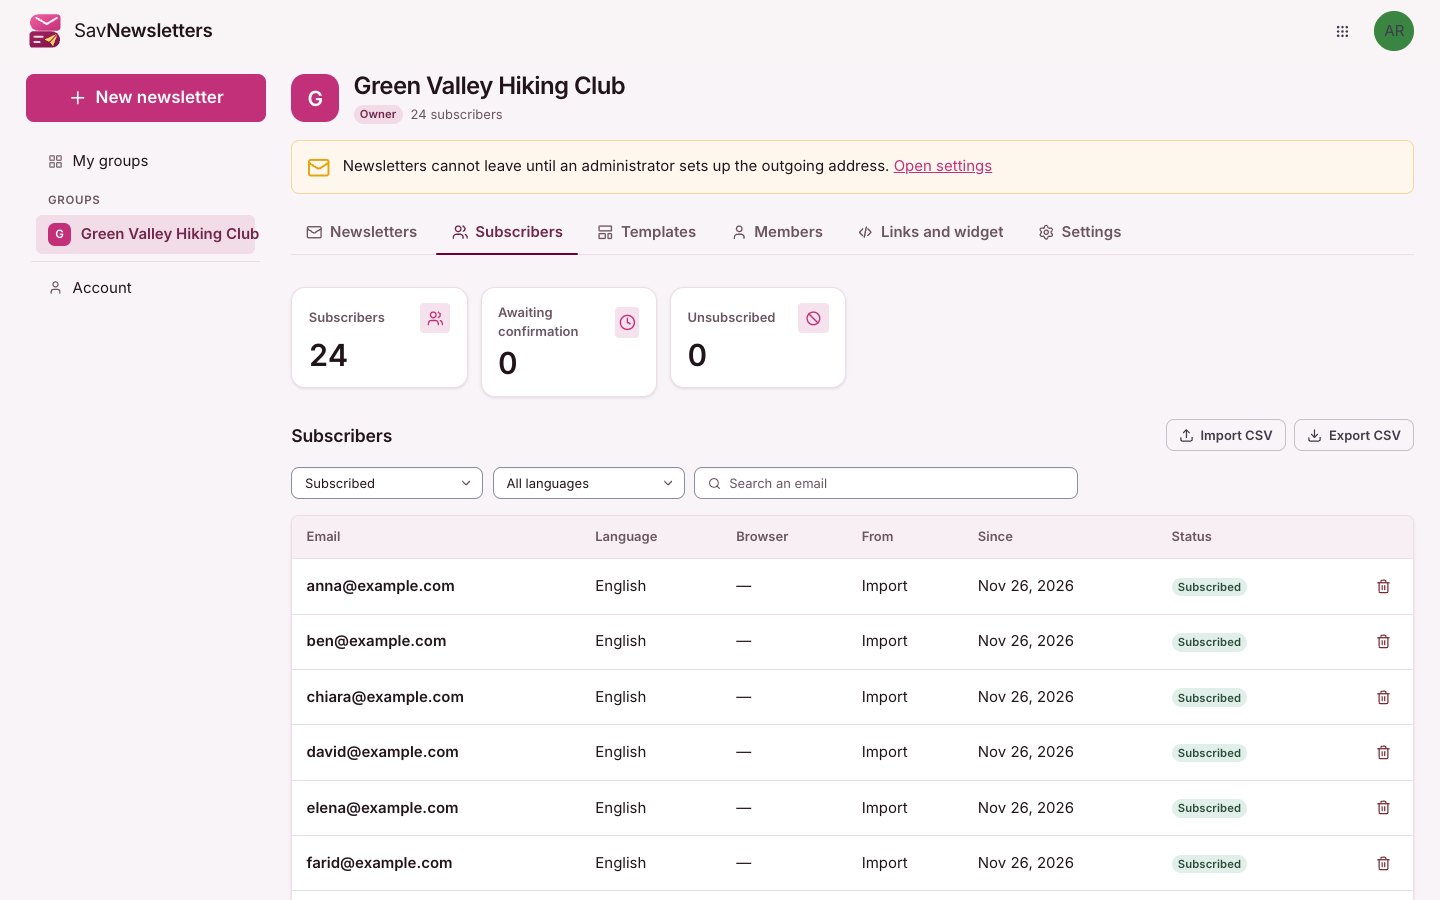 SavNewsletters
AR
New newsletter
My groups
GROUPS
G Green Valley Hiking Club
Account
G
Green Valley Hiking Club
Owner 24 subscribers
Newsletters cannot leave until an administrator sets up the outgoing address. Open settings
Newsletters Subscribers Templates Members Links and widget Settings
Subscribers
24
Awaiting
confirmation
0
Unsubscribed
0
Subscribers
Import CSV Export CSV
Subscribed All languages Search an email
Email Language Browser From Since Status
anna@example.com English — Import Nov 26, 2026 Subscribed
ben@example.com English — Import Nov 26, 2026 Subscribed
chiara@example.com English — Import Nov 26, 2026 Subscribed
david@example.com English — Import Nov 26, 2026 Subscribed
elena@example.com English — Import Nov 26, 2026 Subscribed
farid@example.com English — Import Nov 26, 2026 Subscribed